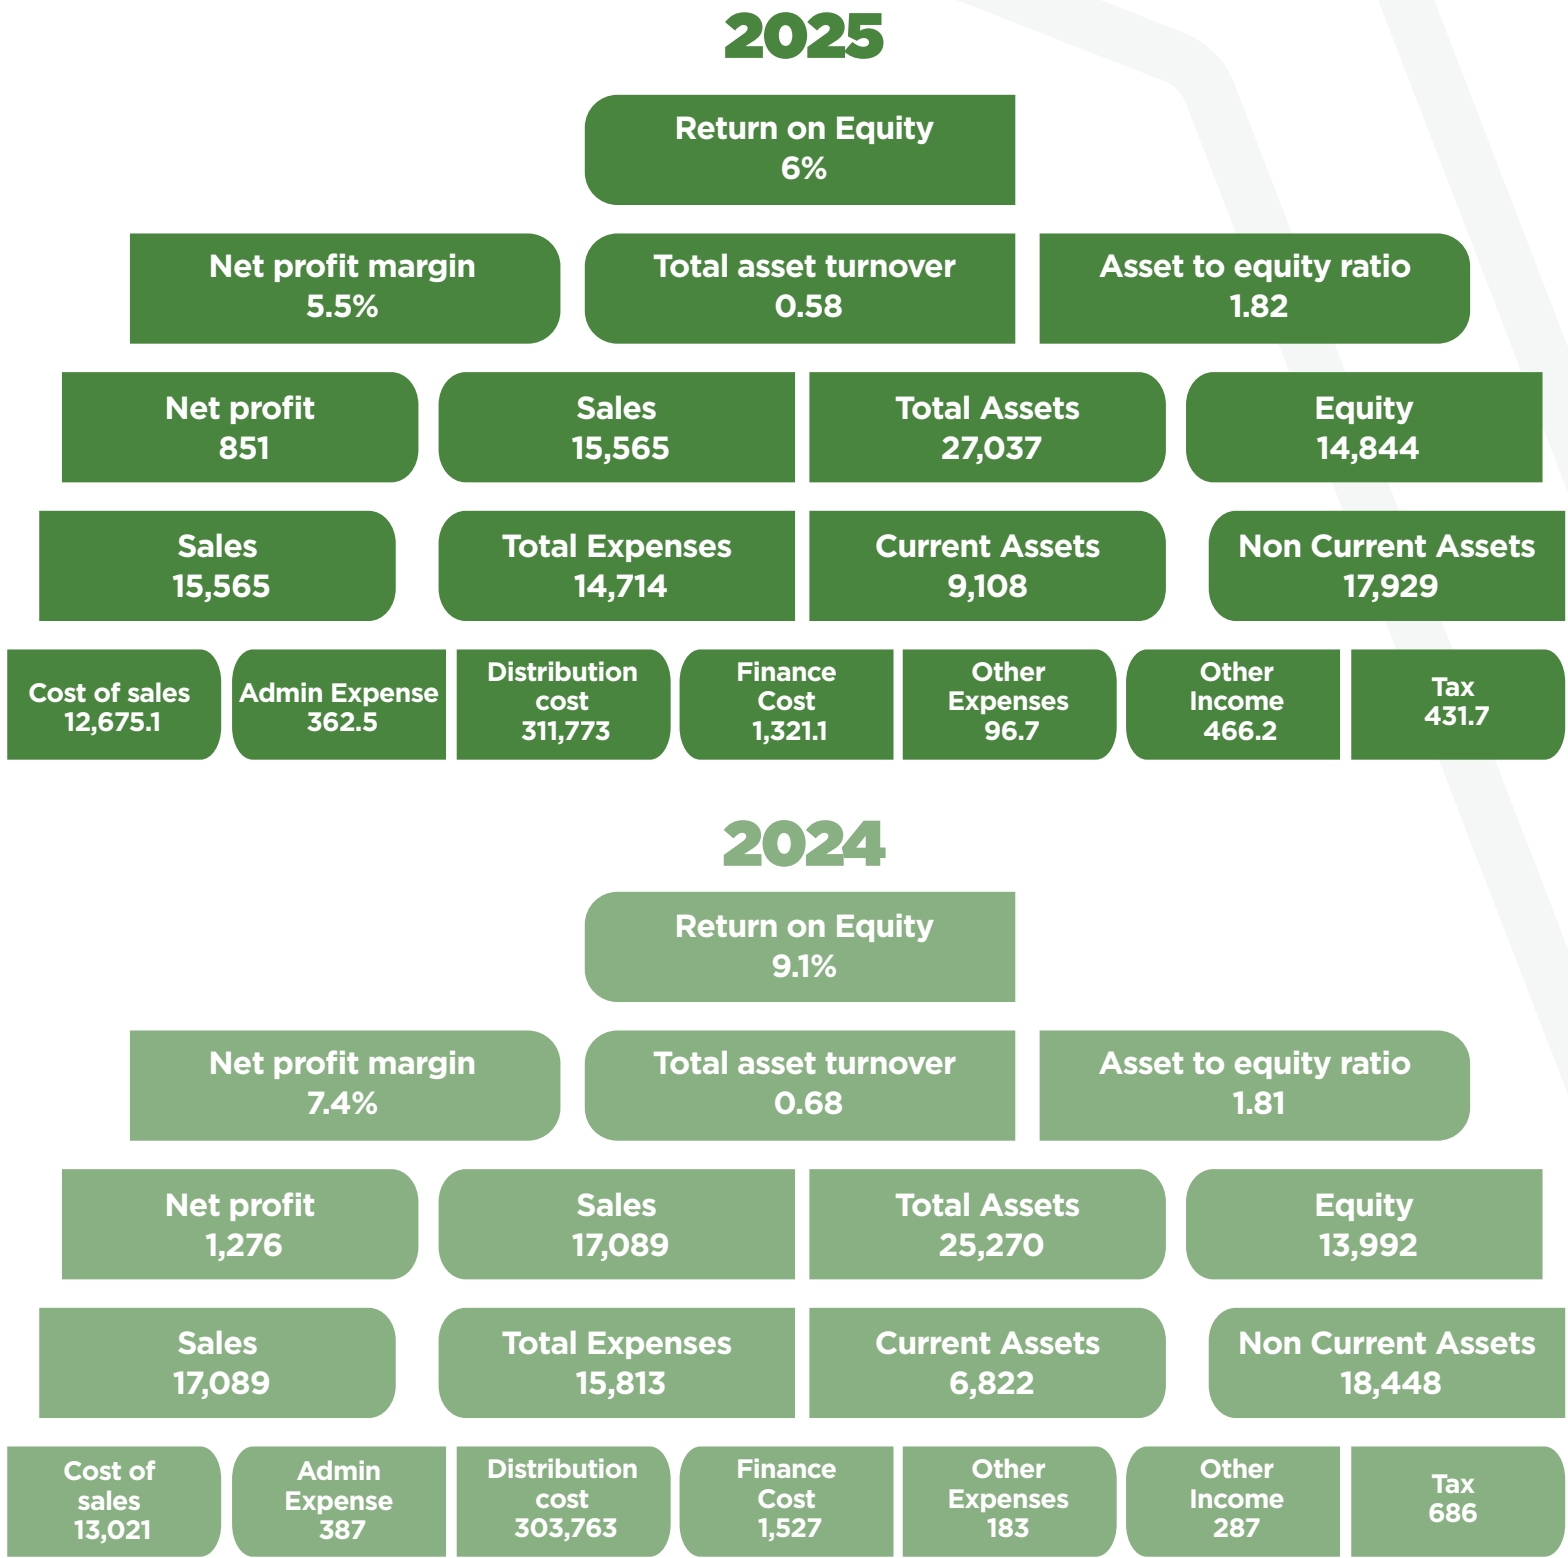 2025
Return on Equity
6%
Net profit margin
5.5%
Total asset turnover
0.58
Asset to equity ratio
1.82
Net profit
851
Sales
15,565
Total Assets
27,037
Equity
14,844
Sales
15,565
Total Expenses
14,714
Current Assets
9,108
Non Current Assets
17,929
Cost of sales
12,675.1
Admin Expense
362.5
Distribution
cost
311,773
Finance
Cost
1,321.1
Other
Expenses
96.7
Other
Income
466.2
Tax
431.7
2024
Return on Equity
9.1%
Net profit margin
7.4%
Total asset turnover
0.68
Asset to equity ratio
1.81
Net profit
1,276
Sales
17,089
Total Assets
25,270
Equity
13,992
Sales
17,089
Total Expenses
15,813
Current Assets
6,822
Non Current Assets
18,448
Cost of
sales
13,021
Admin
Expense
387
Distribution
cost
303,763
Finance
Cost
1,527
Other
Expenses
183
Other
Income
287
Tax
686